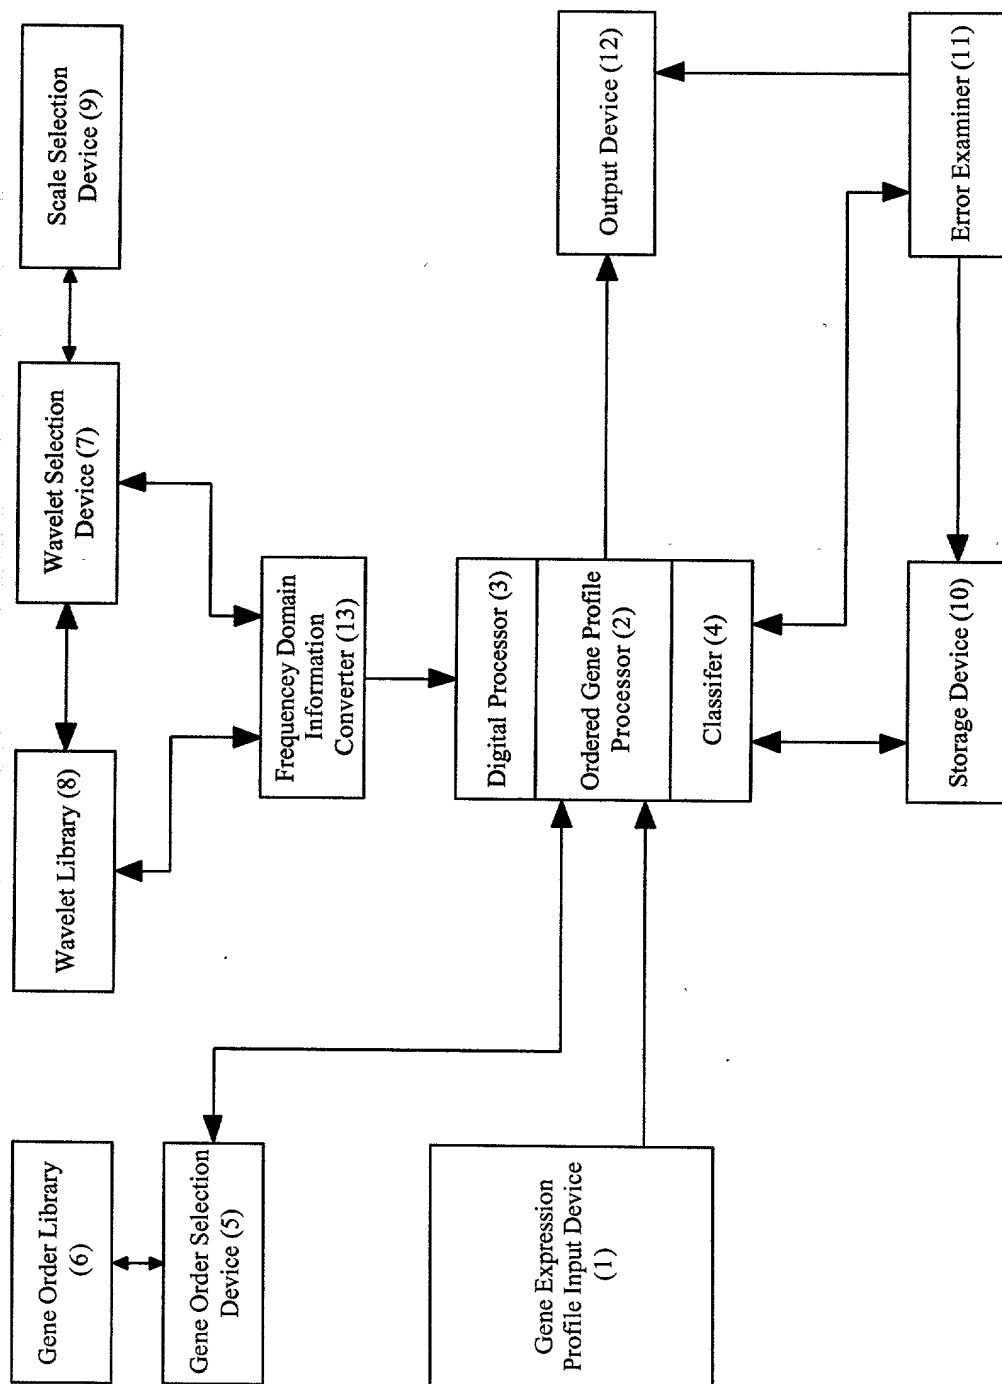 Gene Order Library
(6)
Gene Order Selection
Device (5)
Gene Expression
Profile Input Device
(1)
Wavelet Library (8)
Wavelet Selection
Device (7)
Scale Selection
Device (9)
Frequencey Domain
Information
Converter (13)
Digital Processor (3)
Ordered Gene Profile
Processor (2)
Classifer (4)
Output Device (12)
Storage Device (10)
Error Examiner (11)